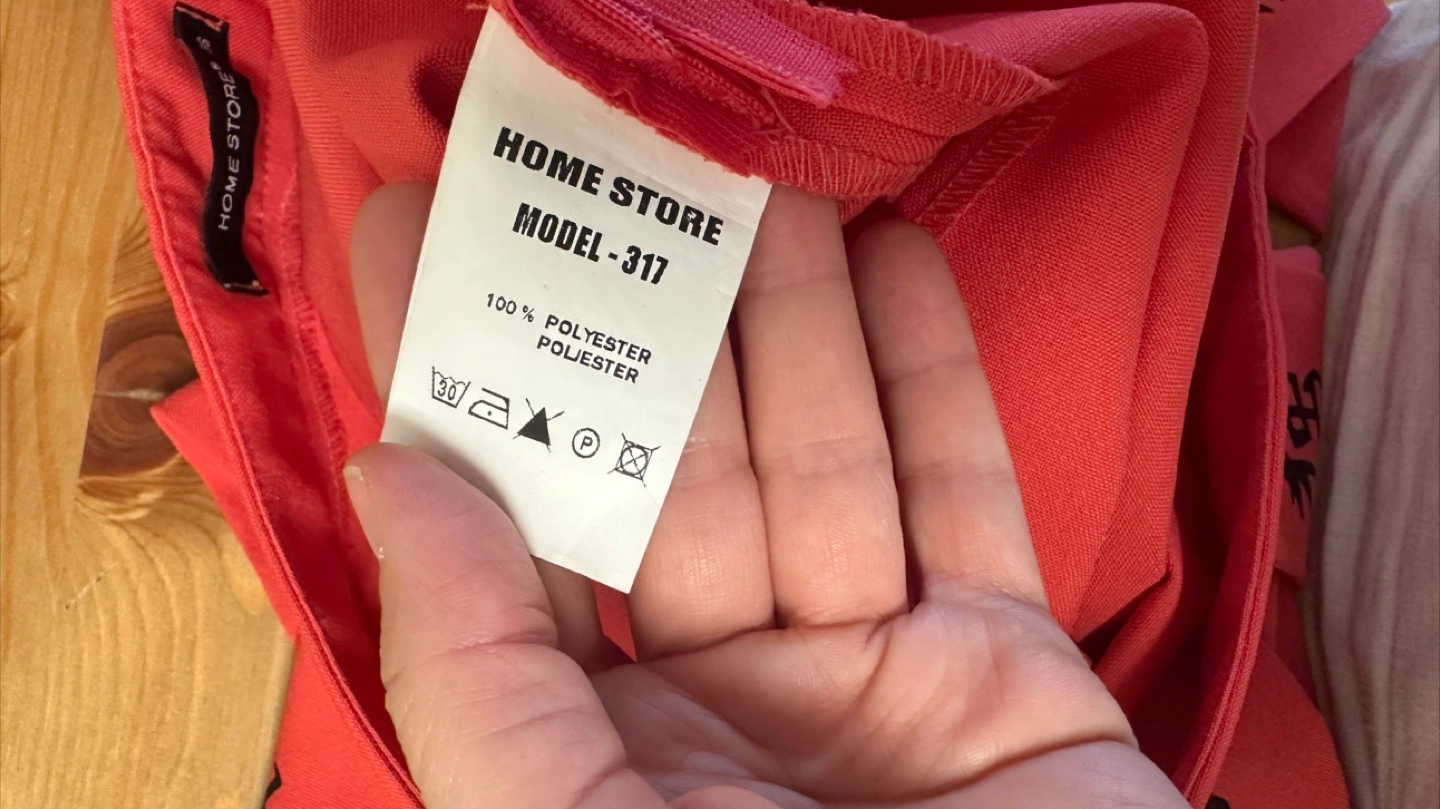 HOME STORE® S
HOME STORE
MODEL - 317
100 % POLYESTER
POLIESTER
30
P